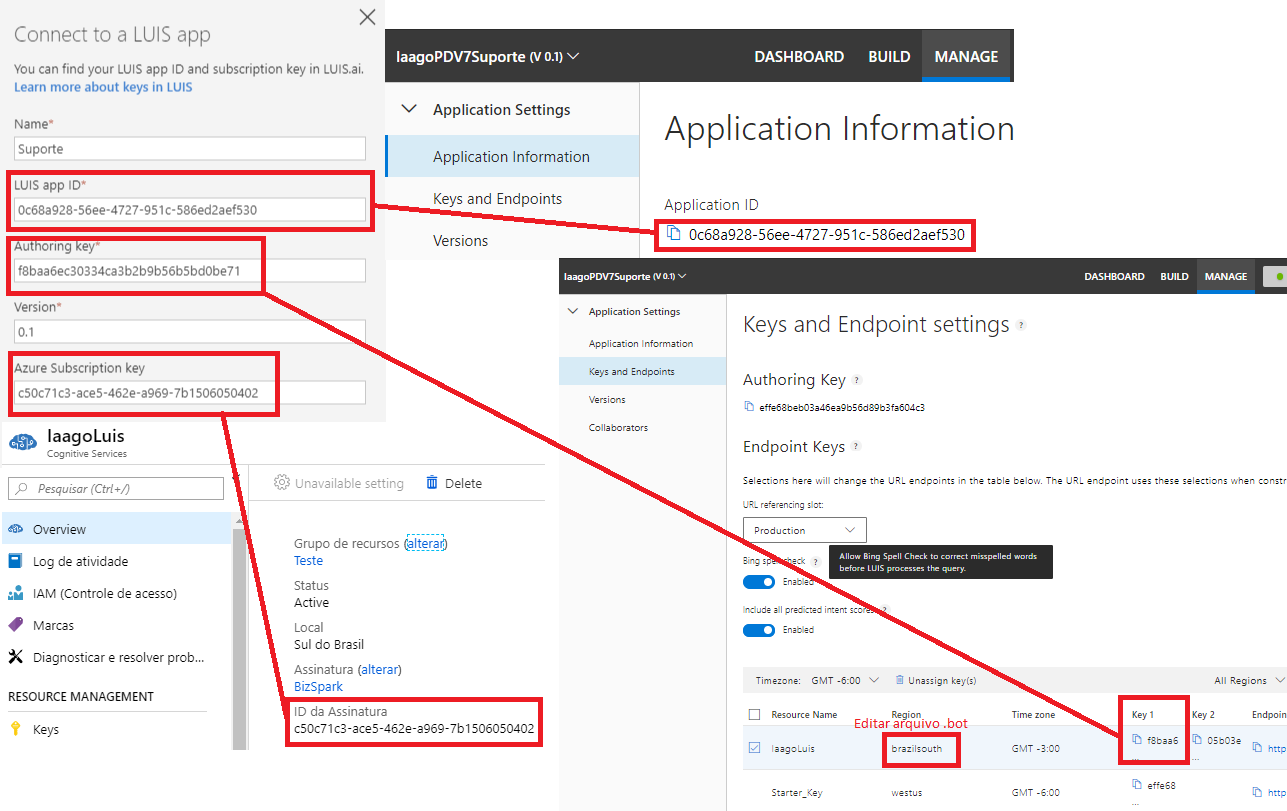 Connect to a LUIS app
You can find your LUIS app ID and subscription key in LUIS.ai.
Learn more about keys in LUIS
Name*
Suporte
LUIS app ID*
0c68a928-56ee-4727-951c-586ed2aef530
Authoring key*
f8baa6ec30334ca3b2b9b56b5bd0be71
Version*
0.1
Azure Subscription key
c50c71c3-ace5-462e-a969-7b1506050402
IaagoPDV7Suporte (V 0.1)
DASHBOARD
BUILD
MANAGE
Application Settings
Application Information
Keys and Endpoints
Versions
Application Information
Application ID
0c68a928-56ee-4727-951c-586ed2aef530
IaagoLuis
Cognitive Services
Pesquisar (Ctrl+/)
Overview
Log de atividade
IAM (Controle de acesso)
Marcas
Diagnosticar e resolver prob...
RESOURCE MANAGEMENT
Keys
Unavailable setting
Delete
Grupo de recursos (alterar)
Teste
Status
Active
Local
Sul do Brasil
Assinatura (alterar)
BizSpark
ID da Assinatura
c50c71c3-ace5-462e-a969-7b1506050402
IaagoPDV7Suporte (V 0.1)
DASHBOARD
BUILD
MANAGE
Application Settings
Application Information
Keys and Endpoints
Versions
Collaborators
Keys and Endpoint settings ?
Authoring Key ?
effe68beb03a46ea9b56d89b3fa604c3
Endpoint Keys ?
Selections here will change the URL endpoints in the table below. The URL endpoint uses these selections when constr
URL referencing slot:
Production
Allow Bing Spell Check to correct misspelled words
before LUIS processes the query.
Bing spell check ?
Enabled
Include all predicted intent scores ?
Enabled
Timezone: GMT -6:00
Unassign key(s)
All Regions
Resource Name
Region
Time zone
Key 1
Key 2
Endpoin
Editar arquivo .bot
IaagoLuis
brazilsouth
GMT -3:00
f8baa6
...
05b03e
...
http
Starter_Key
westus
GMT -6:00
effe68
...
http